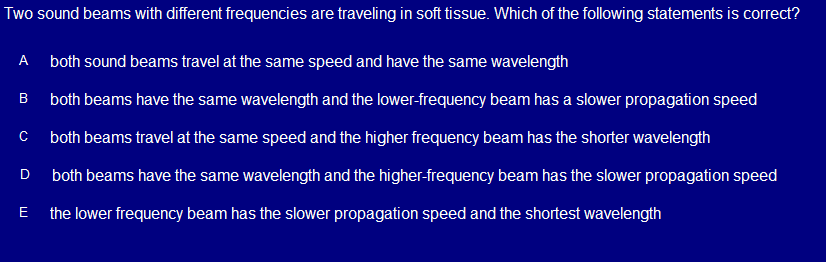 Two sound beams with different frequencies are traveling in soft tissue. Which of the following statements is correct?
A both sound beams travel at the same speed and have the same wavelength
B both beams have the same wavelength and the lower-frequency beam has a slower propagation speed
C both beams travel at the same speed and the higher frequency beam has the shorter wavelength
D both beams have the same wavelength and the higher-frequency beam has the slower propagation speed
E the lower frequency beam has the slower propagation speed and the shortest wavelength